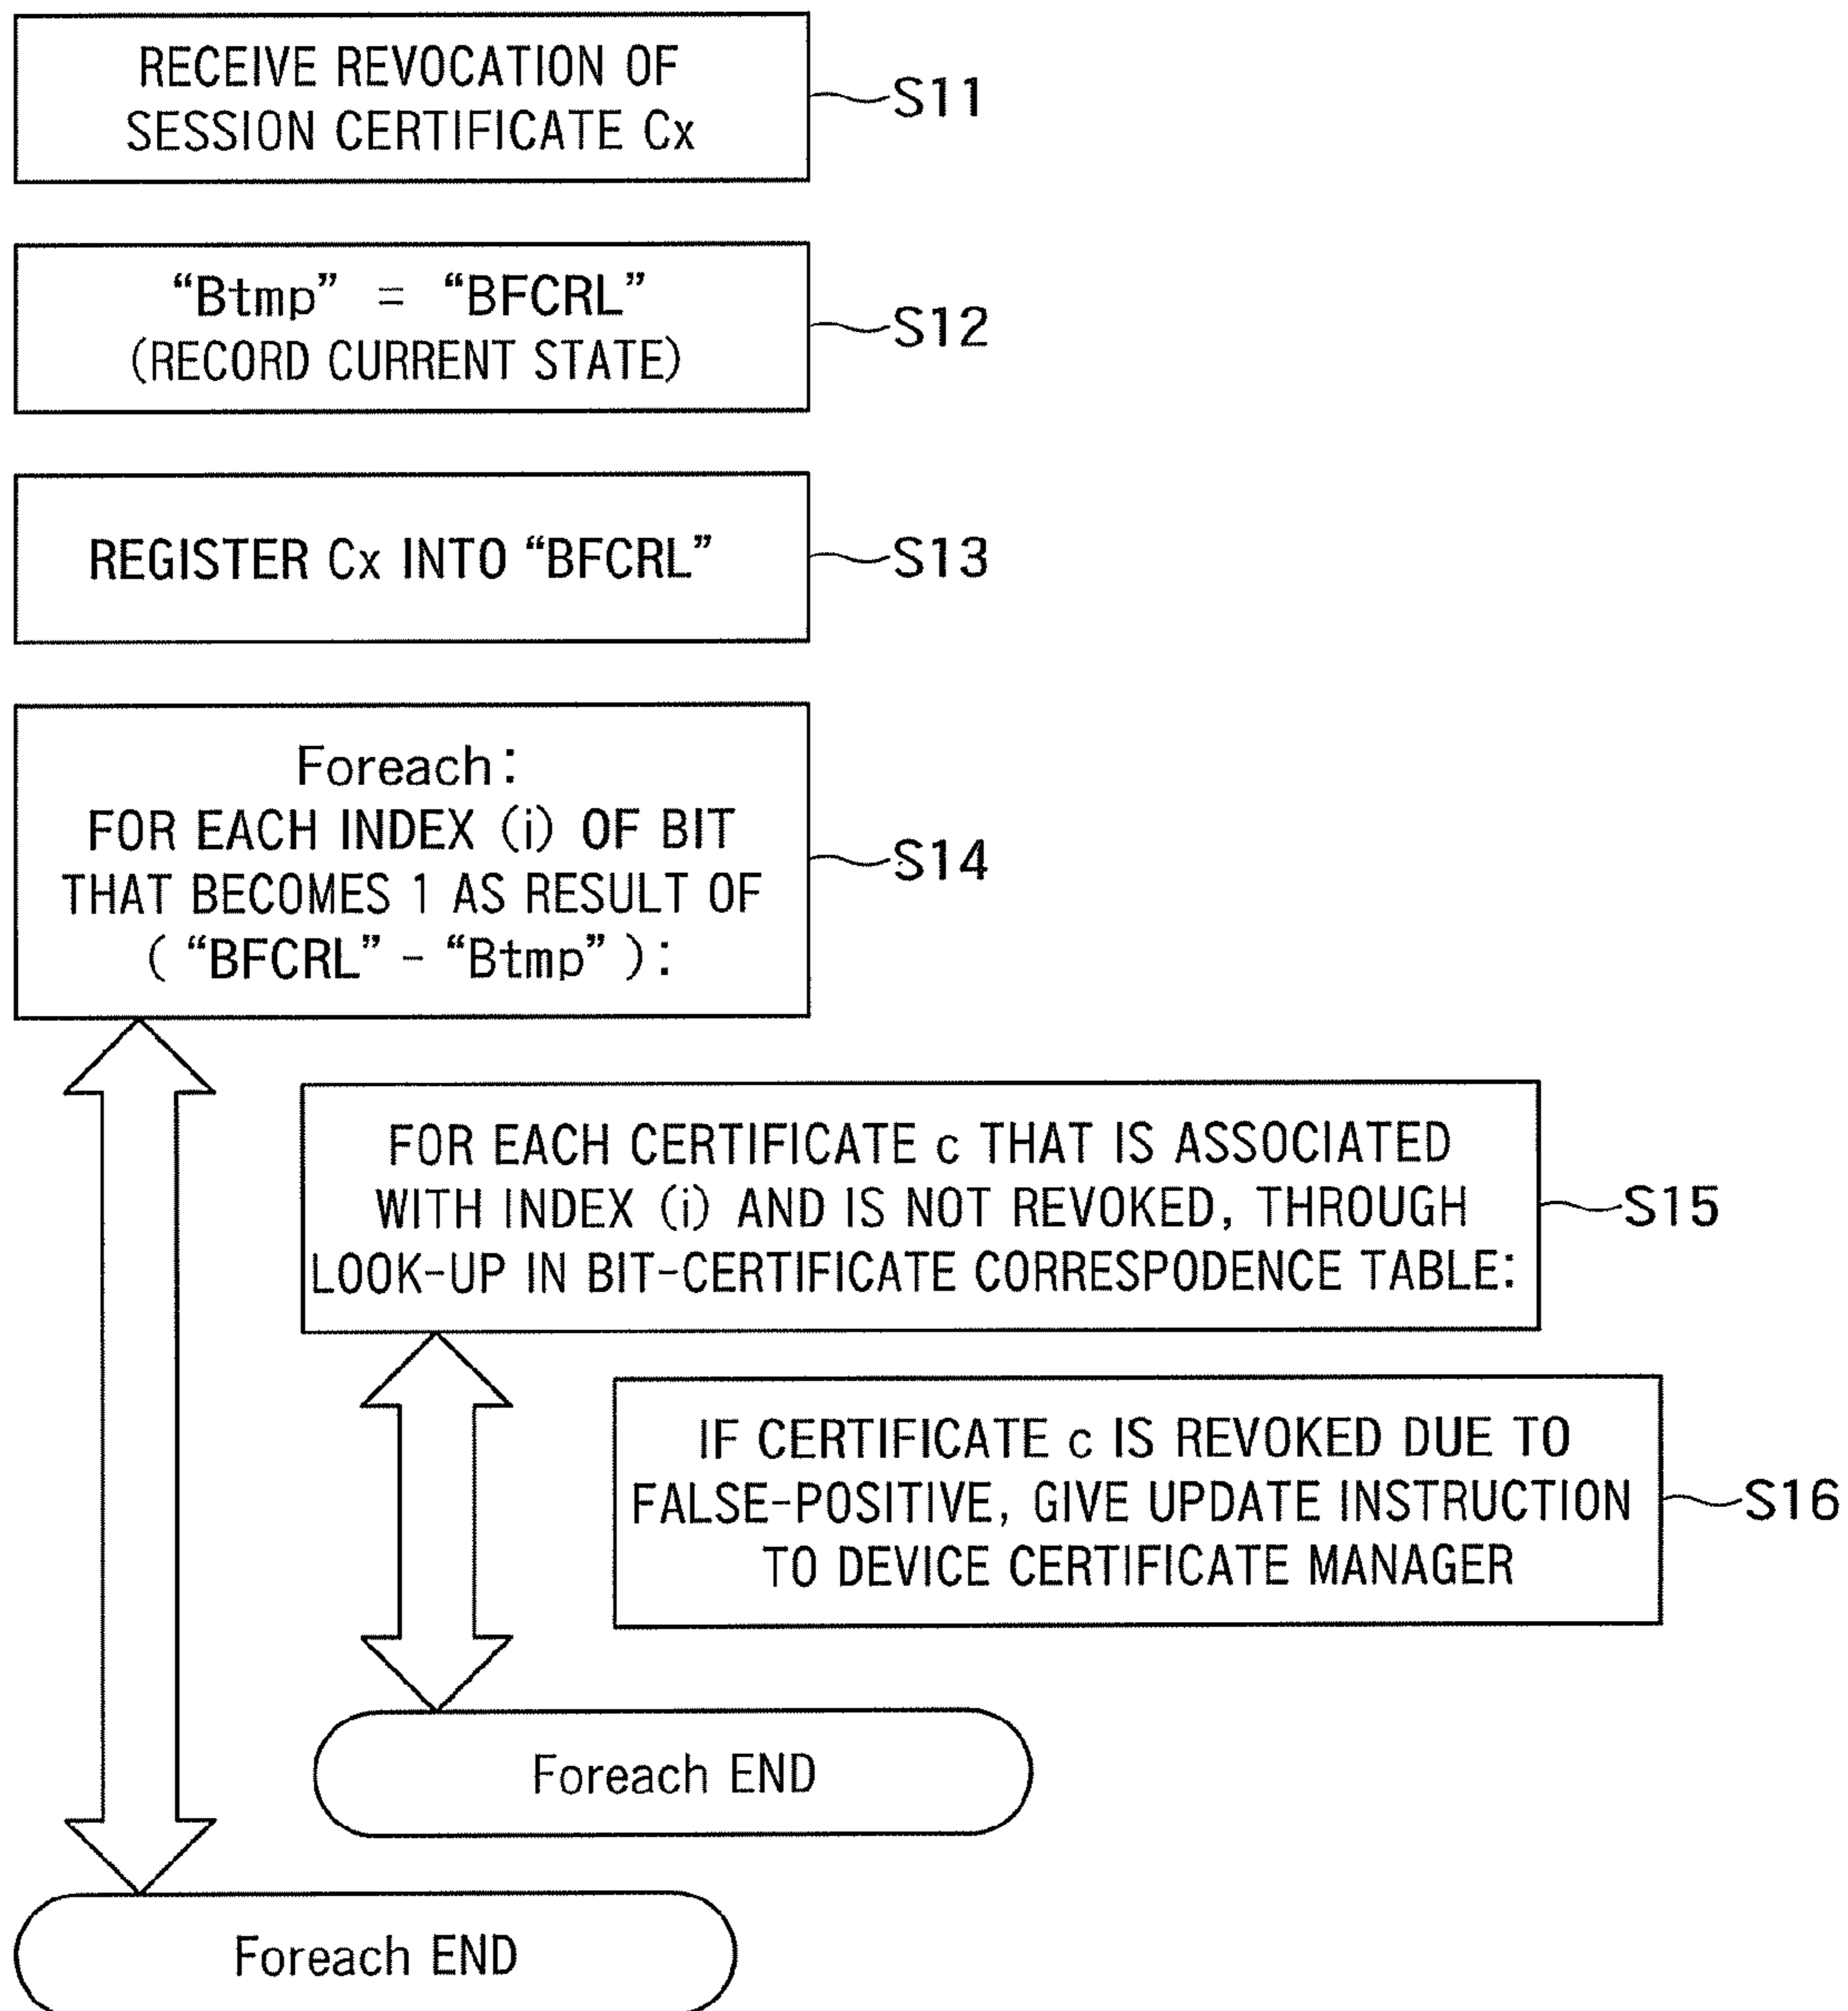 RECEIVE REVOCATION OF
SESSION CERTIFICATE Cx
S11
“Btmp” = “BFCRL”
(RECORD CURRENT STATE)
S12
REGISTER Cx INTO “BFCRL”
S13
Foreach:
FOR EACH INDEX (i) OF BIT
THAT BECOMES 1 AS RESULT OF
( “BFCRL” - “Btmp” ):
S14
FOR EACH CERTIFICATE c THAT IS ASSOCIATED
WITH INDEX (i) AND IS NOT REVOKED, THROUGH
LOOK-UP IN BIT-CERTIFICATE CORRESPODENCE TABLE:
S15
IF CERTIFICATE c IS REVOKED DUE TO
FALSE-POSITIVE, GIVE UPDATE INSTRUCTION
TO DEVICE CERTIFICATE MANAGER
S16
Foreach END
Foreach END